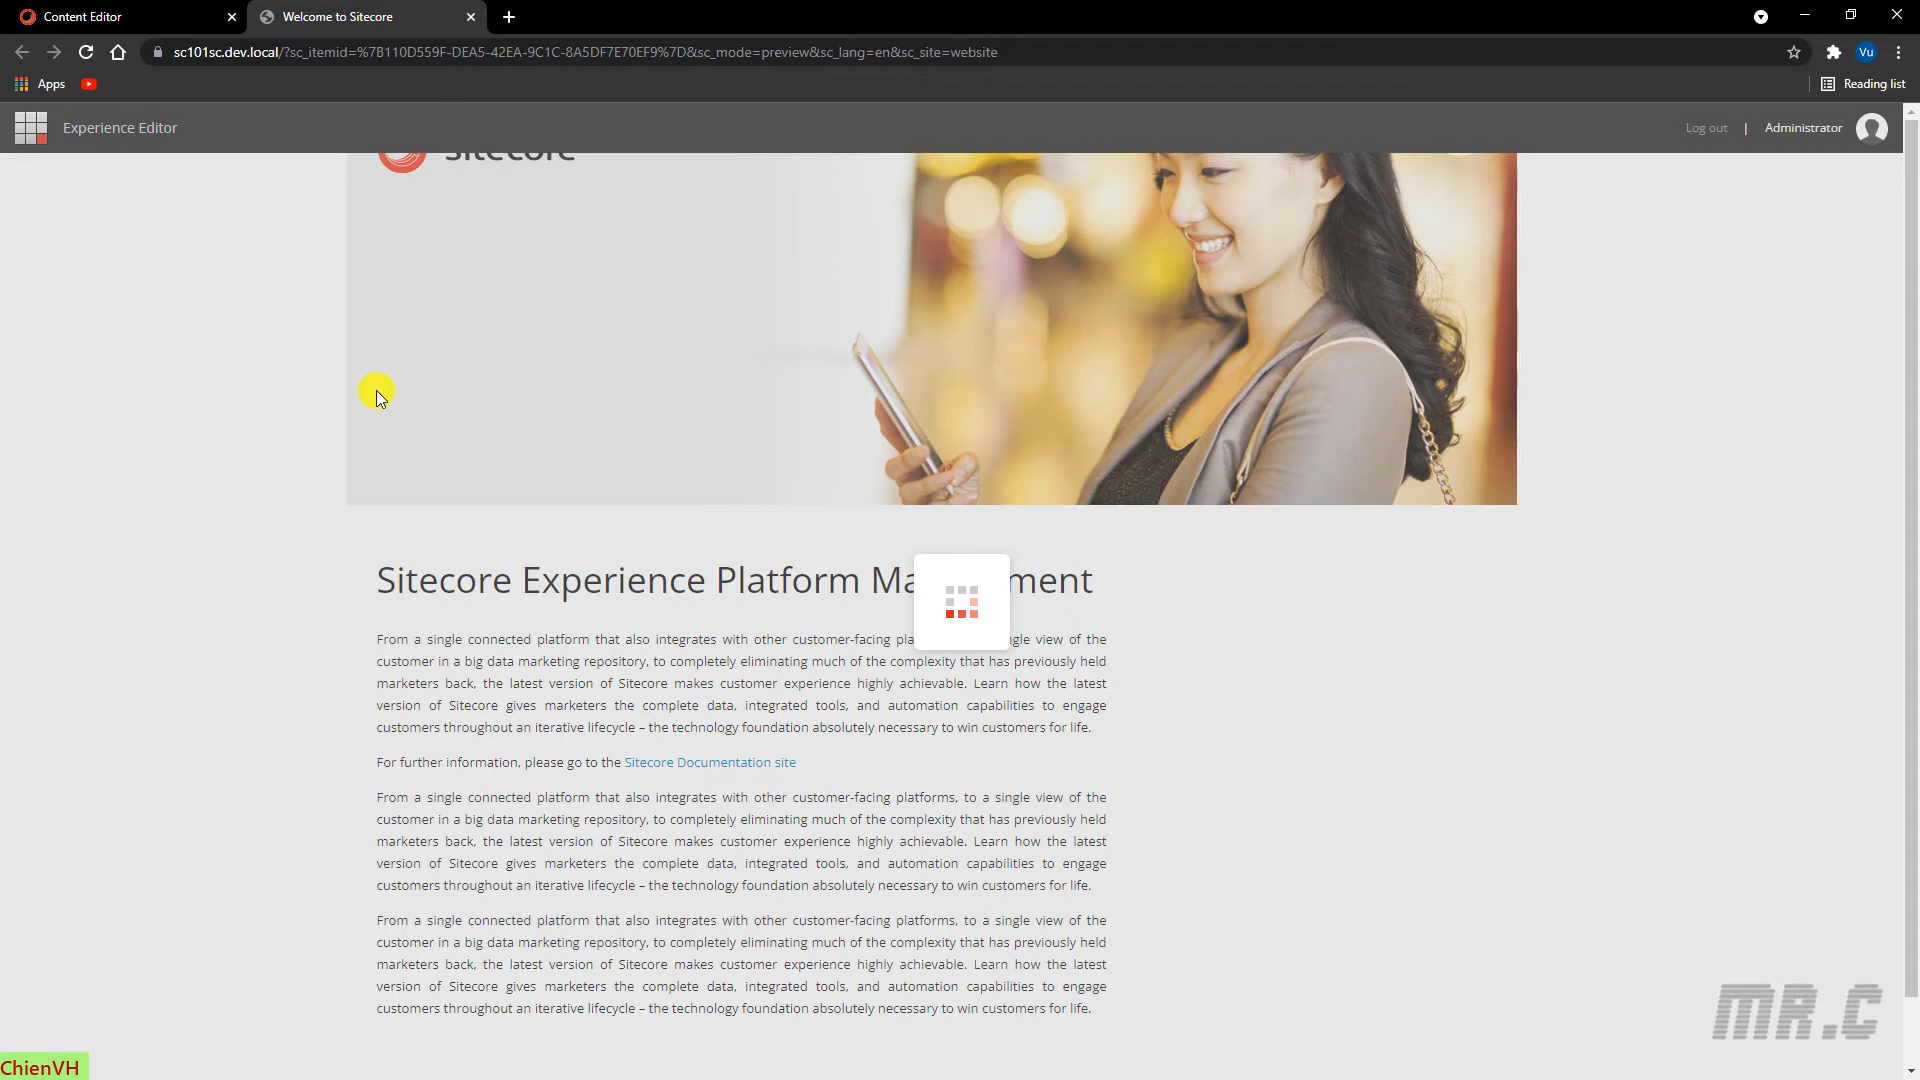 Content Editor
Welcome to Sitecore
sc101sc.dev.local/?sc_itemid=%7B110D559F-DEA5-42EA-9C1C-8A5DF7E70EF9%7D&sc_mode=preview&sc_lang=en&sc_site=website
Vu
Apps
Reading list
Experience Editor
Log out | Administrator
sitecore
Sitecore Experience Platform Ma ment
From a single connected platform that also integrates with other customer-facing pla ngle view of the
customer in a big data marketing repository, to completely eliminating much of the complexity that has previously held
marketers back, the latest version of Sitecore makes customer experience highly achievable. Learn how the latest
version of Sitecore gives marketers the complete data, integrated tools, and automation capabilities to engage
customers throughout an iterative lifecycle – the technology foundation absolutely necessary to win customers for life.
For further information, please go to the Sitecore Documentation site
From a single connected platform that also integrates with other customer-facing platforms, to a single view of the
customer in a big data marketing repository, to completely eliminating much of the complexity that has previously held
marketers back, the latest version of Sitecore makes customer experience highly achievable. Learn how the latest
version of Sitecore gives marketers the complete data, integrated tools, and automation capabilities to engage
customers throughout an iterative lifecycle – the technology foundation absolutely necessary to win customers for life.
From a single connected platform that also integrates with other customer-facing platforms, to a single view of the
customer in a big data marketing repository, to completely eliminating much of the complexity that has previously held
marketers back, the latest version of Sitecore makes customer experience highly achievable. Learn how the latest
version of Sitecore gives marketers the complete data, integrated tools, and automation capabilities to engage
customers throughout an iterative lifecycle – the technology foundation absolutely necessary to win customers for life.
MR.C
ChienVH